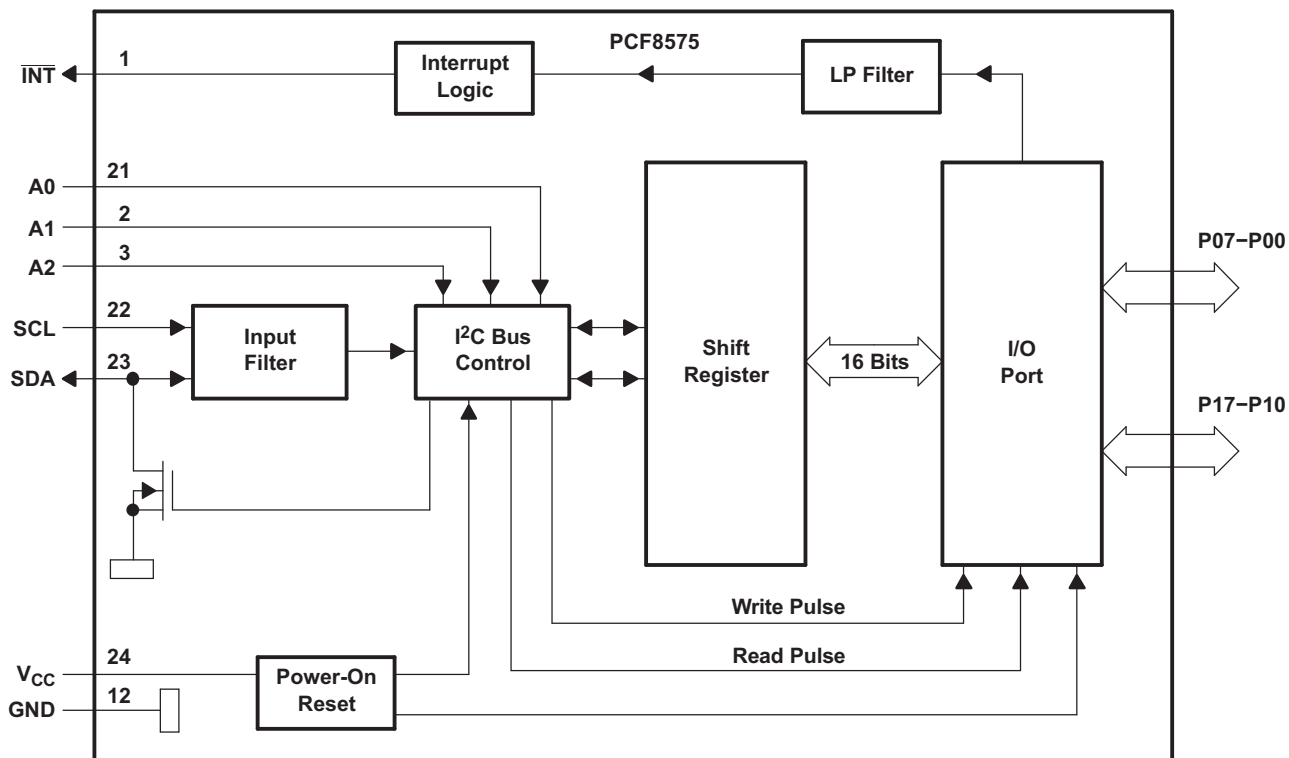 PCF8575
INT
1
Interrupt
Logic
LP Filter
A0
21
A1
2
A2
3
SCL
22
SDA
23
Input
Filter
I²C Bus
Control
Shift
Register
16 Bits
I/O
Port
P07−P00
P17−P10
Write Pulse
Read Pulse
VCC
24
GND
12
Power-On
Reset